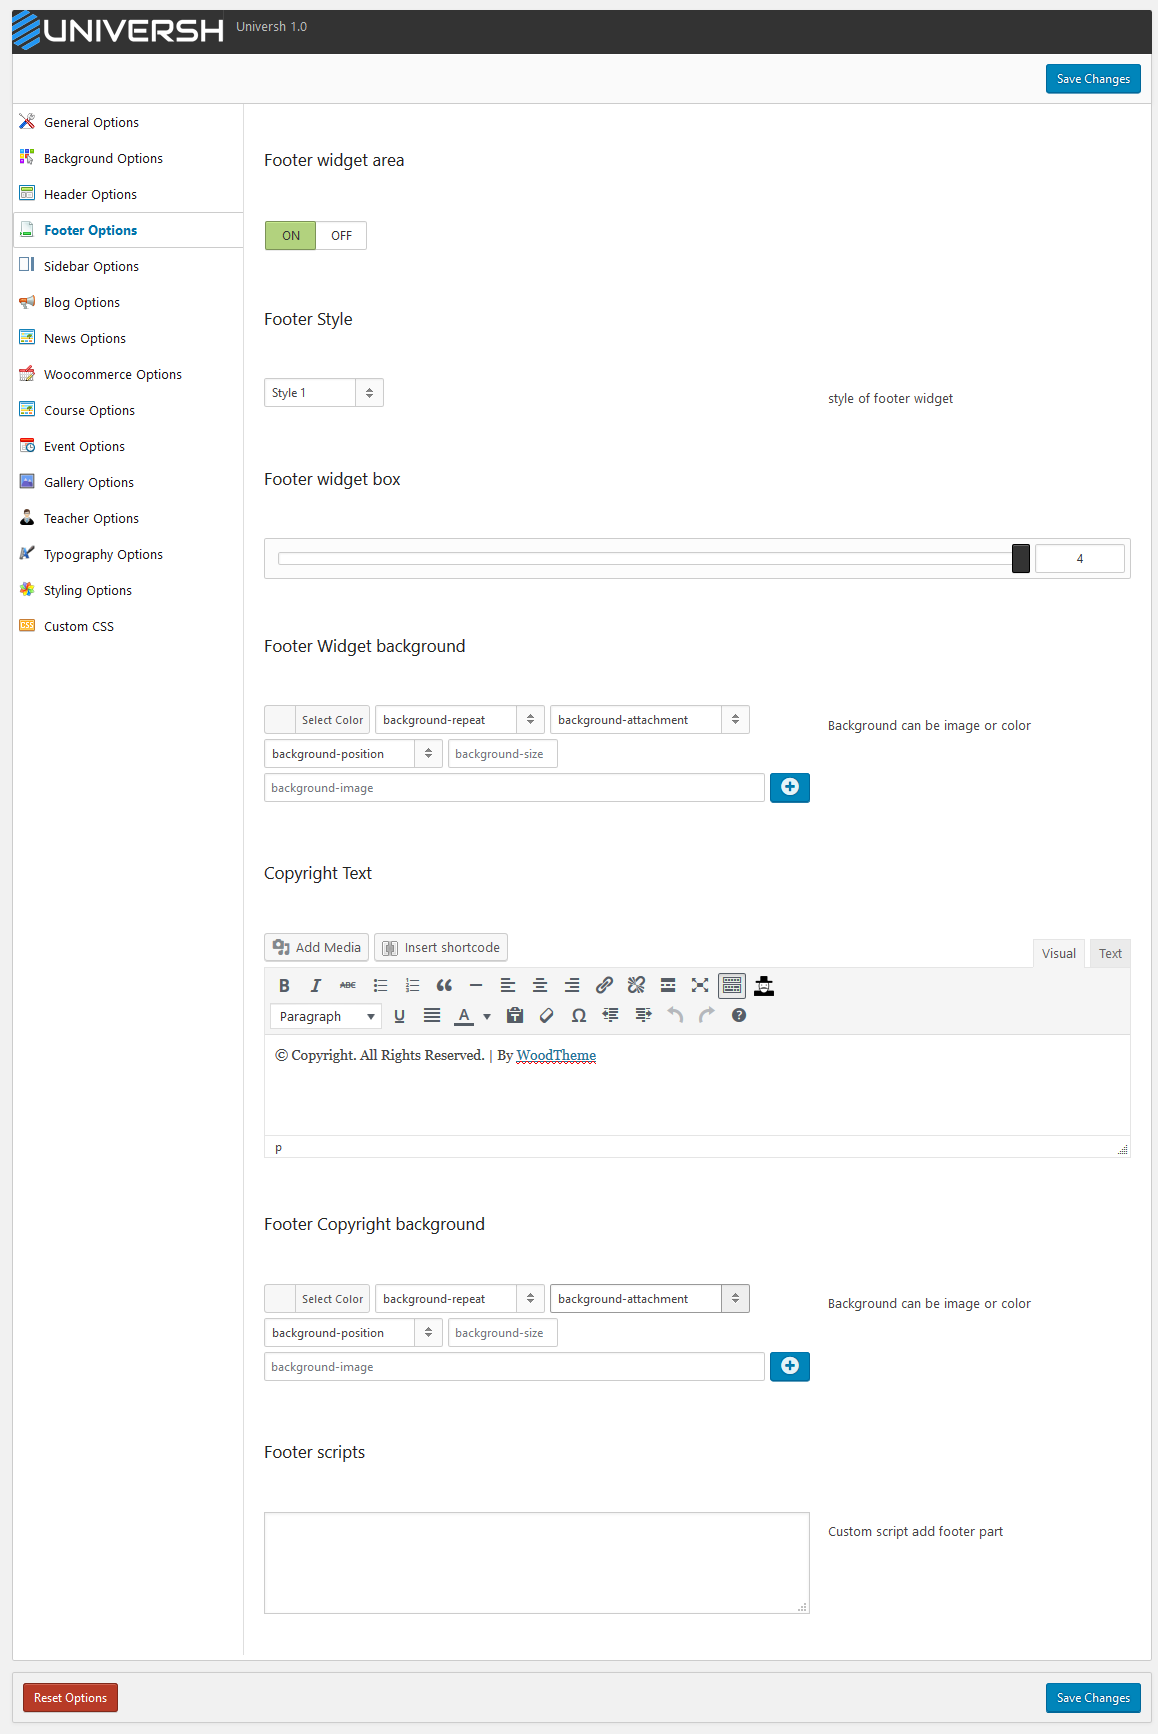 UNIVERSH Universh 1.0
Save Changes
General Options
Background Options
Header Options
Footer Options
Sidebar Options
Blog Options
News Options
Woocommerce Options
Course Options
Event Options
Gallery Options
Teacher Options
Typography Options
Styling Options
CSS Custom CSS
Footer widget area
ON OFF
Footer Style
Style 1
style of footer widget
Footer widget box
4
Footer Widget background
Select Color background-repeat background-attachment
Background can be image or color
background-position background-size
background-image
Copyright Text
Add Media Insert shortcode
Visual Text
B I ABC
Paragraph U A Ω
© Copyright. All Rights Reserved. | By WoodTheme
p
Footer Copyright background
Select Color background-repeat background-attachment
Background can be image or color
background-position background-size
background-image
Footer scripts
Custom script add footer part
Reset Options Save Changes